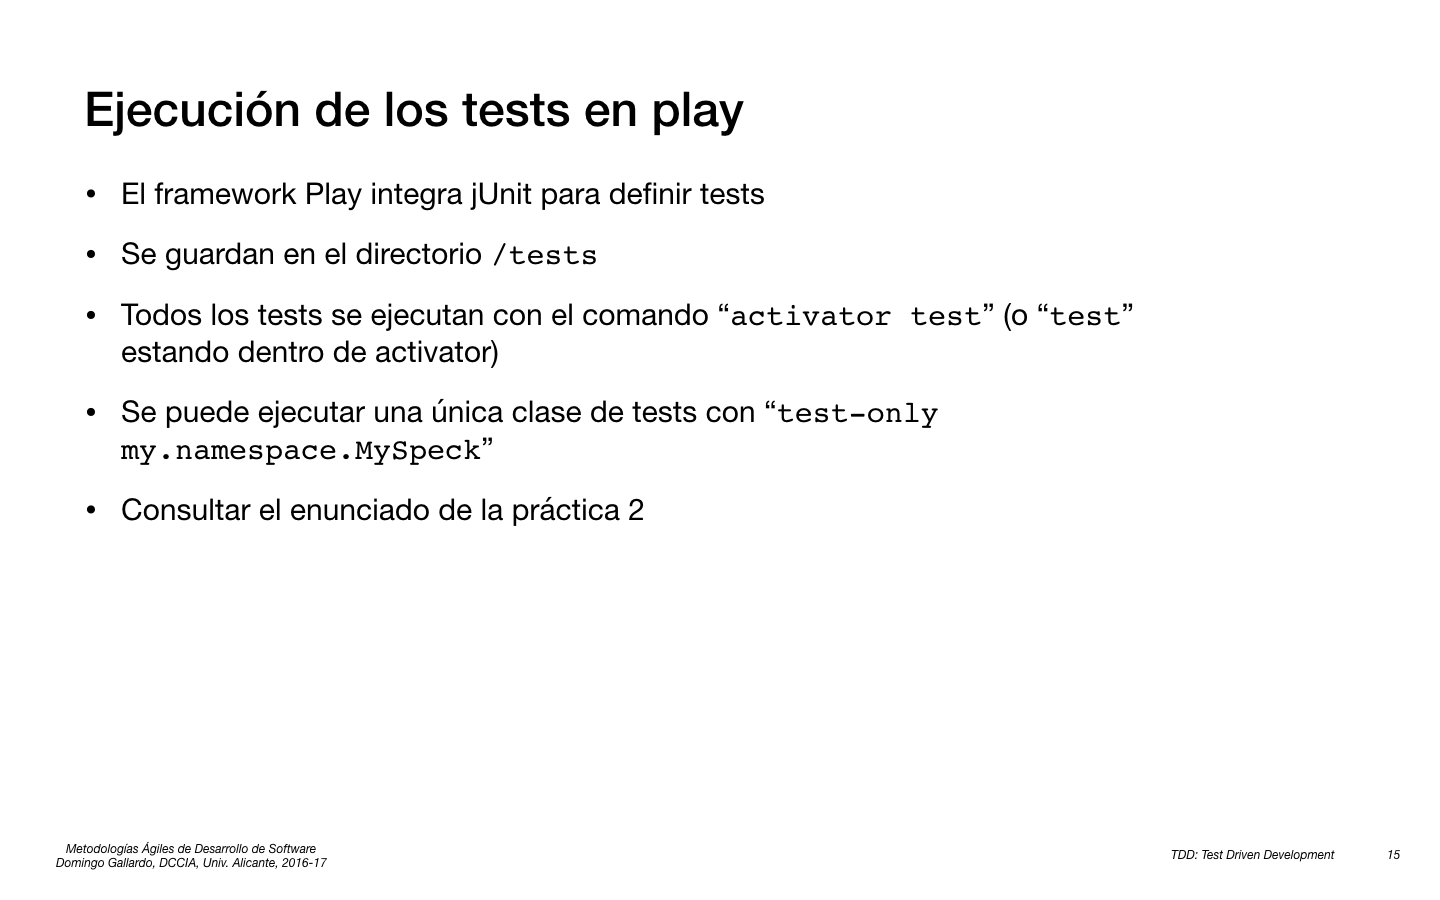 Ejecución de los tests en play
• El framework Play integra jUnit para definir tests
• Se guardan en el directorio /tests
• Todos los tests se ejecutan con el comando “activator test” (o “test”
estando dentro de activator)
• Se puede ejecutar una única clase de tests con “test-only
my.namespace.MySpeck”
• Consultar el enunciado de la práctica 2
Metodologías Ágiles de Desarrollo de Software
Domingo Gallardo, DCCIA, Univ. Alicante, 2016-17
TDD: Test Driven Development 15